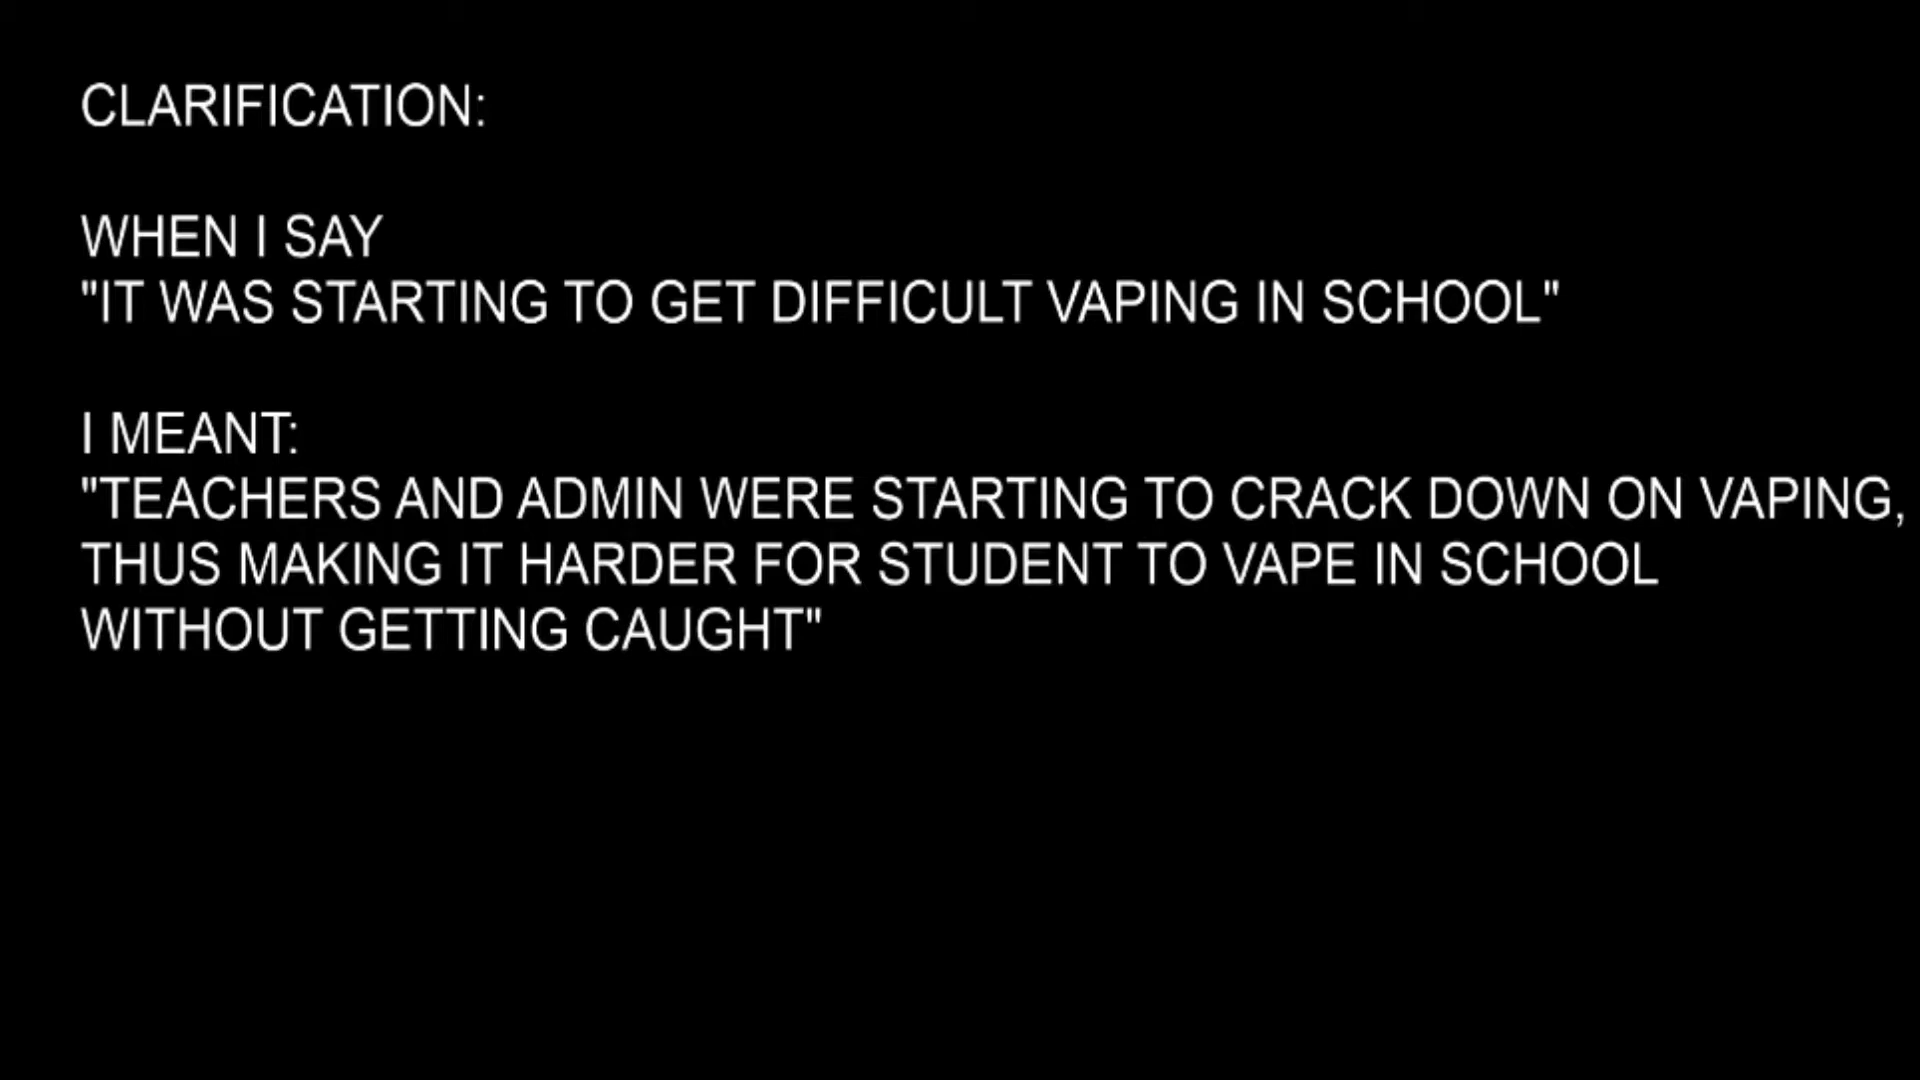 CLARIFICATION:
WHEN I SAY
"IT WAS STARTING TO GET DIFFICULT VAPING IN SCHOOL"
I MEANT:
"TEACHERS AND ADMIN WERE STARTING TO CRACK DOWN ON VAPING,
THUS MAKING IT HARDER FOR STUDENT TO VAPE IN SCHOOL
WITHOUT GETTING CAUGHT"